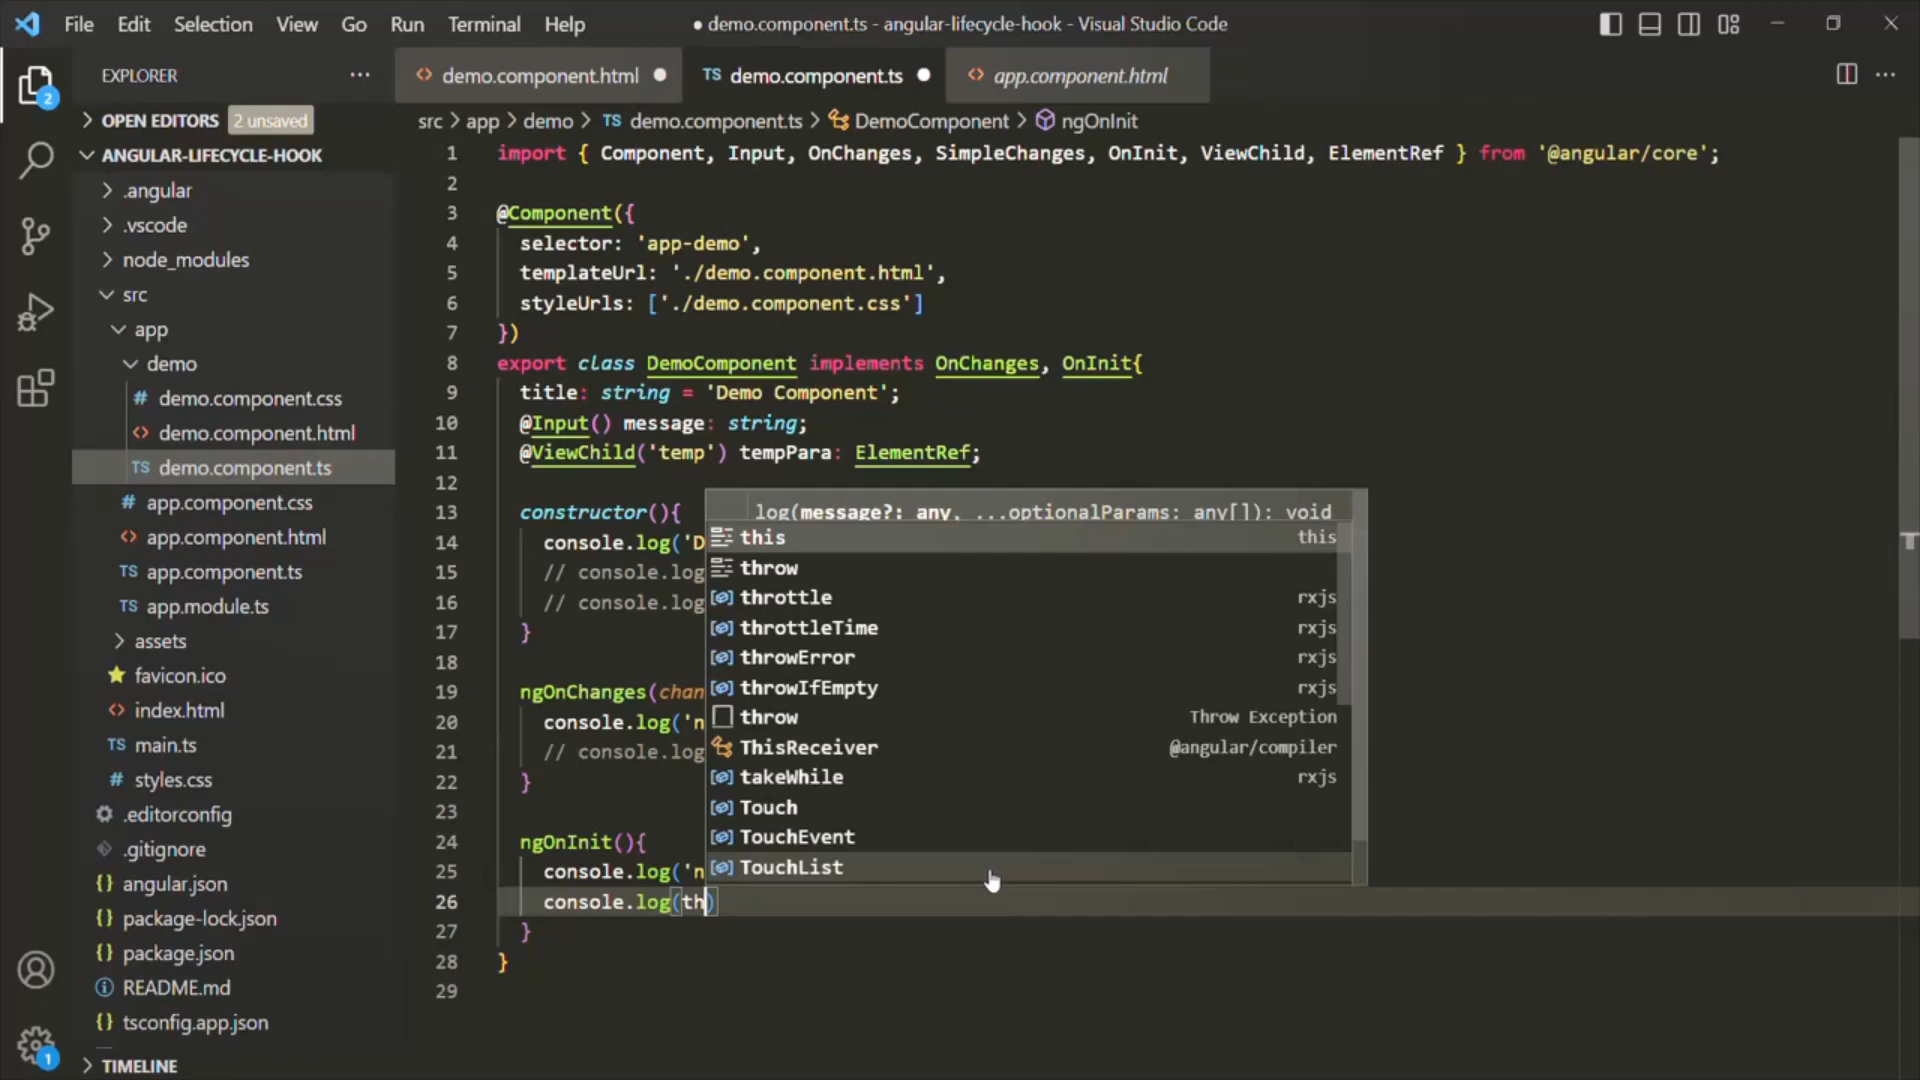 File Edit Selection View Go Run Terminal Help
● demo.component.ts - angular-lifecycle-hook - Visual Studio Code
EXPLORER
demo.component.html
TS demo.component.ts
app.component.html
OPEN EDITORS 2 unsaved
src > app > demo > TS demo.component.ts > DemoComponent > ngOnInit
2
ANGULAR-LIFECYCLE-HOOK
.angular
.vscode
node_modules
src
app
demo
# demo.component.css
<> demo.component.html
TS demo.component.ts
# app.component.css
<> app.component.html
TS app.component.ts
TS app.module.ts
assets
favicon.ico
<> index.html
TS main.ts
# styles.css
.editorconfig
.gitignore
{} angular.json
{} package-lock.json
{} package.json
README.md
{} tsconfig.app.json
TIMELINE
1
1 import { Component, Input, OnChanges, SimpleChanges, OnInit, ViewChild, ElementRef } from '@angular/core';
2
3 @Component({
4 selector: 'app-demo',
5 templateUrl: './demo.component.html',
6 styleUrls: ['./demo.component.css']
7 })
8 export class DemoComponent implements OnChanges, OnInit{
9 title: string = 'Demo Component';
10 @Input() message: string;
11 @ViewChild('temp') tempPara: ElementRef;
12
13 constructor(){
14 console.log('D
15 // console.log
16 // console.log
17 }
18
19 ngOnChanges(chan
20 console.log('n
21 // console.log
22 }
23
24 ngOnInit(){
25 console.log('n
26 console.log(th)
27 }
28 }
29
log(message?: any, ...optionalParams: any[]): void
this this
throw
throttle rxjs
throttleTime rxjs
throwError rxjs
throwIfEmpty rxjs
throw Throw Exception
ThisReceiver @angular/compiler
takeWhile rxjs
Touch
TouchEvent
TouchList